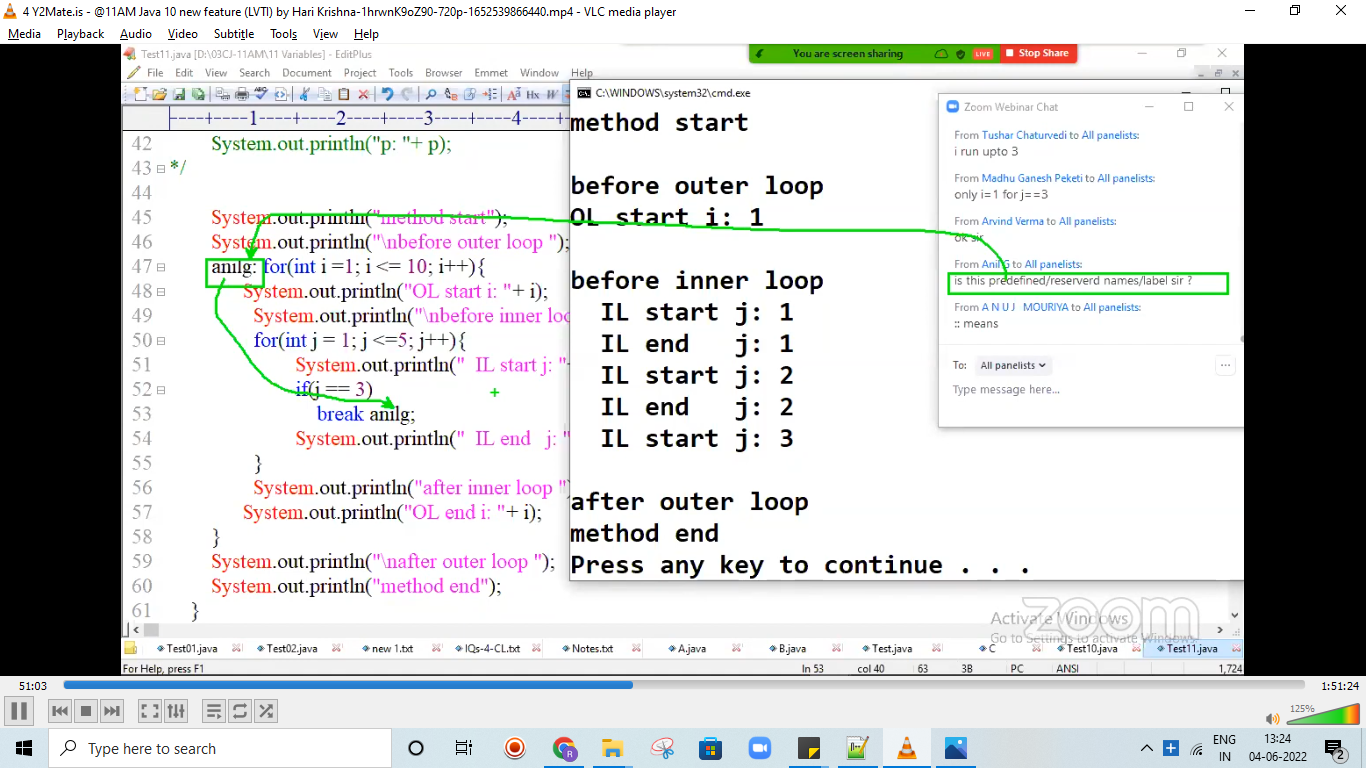 4 Y2Mate.is - @11AM Java 10 new feature (LVTI) by Hari Krishna-1hrwnK9oZ90-720p-1652539866440.mp4 - VLC media player
Media Playback Audio Video Subtitle Tools View Help
Test11.java [D:\03CJ-11AM\11 Variables] - EditPlus
You are screen sharing LIVE Stop Share
File Edit View Search Document Project Tools Browser Emmet Window Help
----+----1----+----2----+----3----+----4----+-
42 System.out.println("p: "+ p);
43 */
44
45 System.out.println("method start");
46 System.out.println("\nbefore outer loop ");
47 anilg: for(int i =1; i <= 10; i++){
48 System.out.println("OL start i: "+ i);
49 System.out.println("\nbefore inner loo
50 for(int j = 1; j <=5; j++){
51 System.out.println("  IL start j: "+
52 if(j == 3)
53 break anilg;
54 System.out.println("  IL end   j: "
55 }
56 System.out.println("after inner loop ")
57 System.out.println("OL end i: "+ i);
58 }
59 System.out.println("\nafter outer loop ");
60 System.out.println("method end");
61 }
C:\WINDOWS\system32\cmd.exe
method start
before outer loop
OL start i: 1
before inner loop
IL start j: 1
IL end   j: 1
IL start j: 2
IL end   j: 2
IL start j: 3
after outer loop
method end
Press any key to continue . . .
Zoom Webinar Chat
From Tushar Chaturvedi to All panelists:
i run upto 3
From Madhu Ganesh Peketi to All panelists:
only i=1 for j==3
From Arvind Verma to All panelists:
ok sir
From Anil G to All panelists:
is this predefined/reserverd names/label sir ?
From A N U J MOURIYA to All panelists:
:: means
To: All panelists
Type message here...
zoom
Activate Windows
Go to Settings to activate Windows.
Test01.java Test02.java new 1.txt IQs-4-CL.txt Notes.txt A.java B.java Test.java C Test10.java Test11.java
For Help, press F1 ln 53 col 40 63 3B PC ANSI 1,724
51:03 1:51:24
125%
Type here to search
ENG
IN
13:24
04-06-2022
2